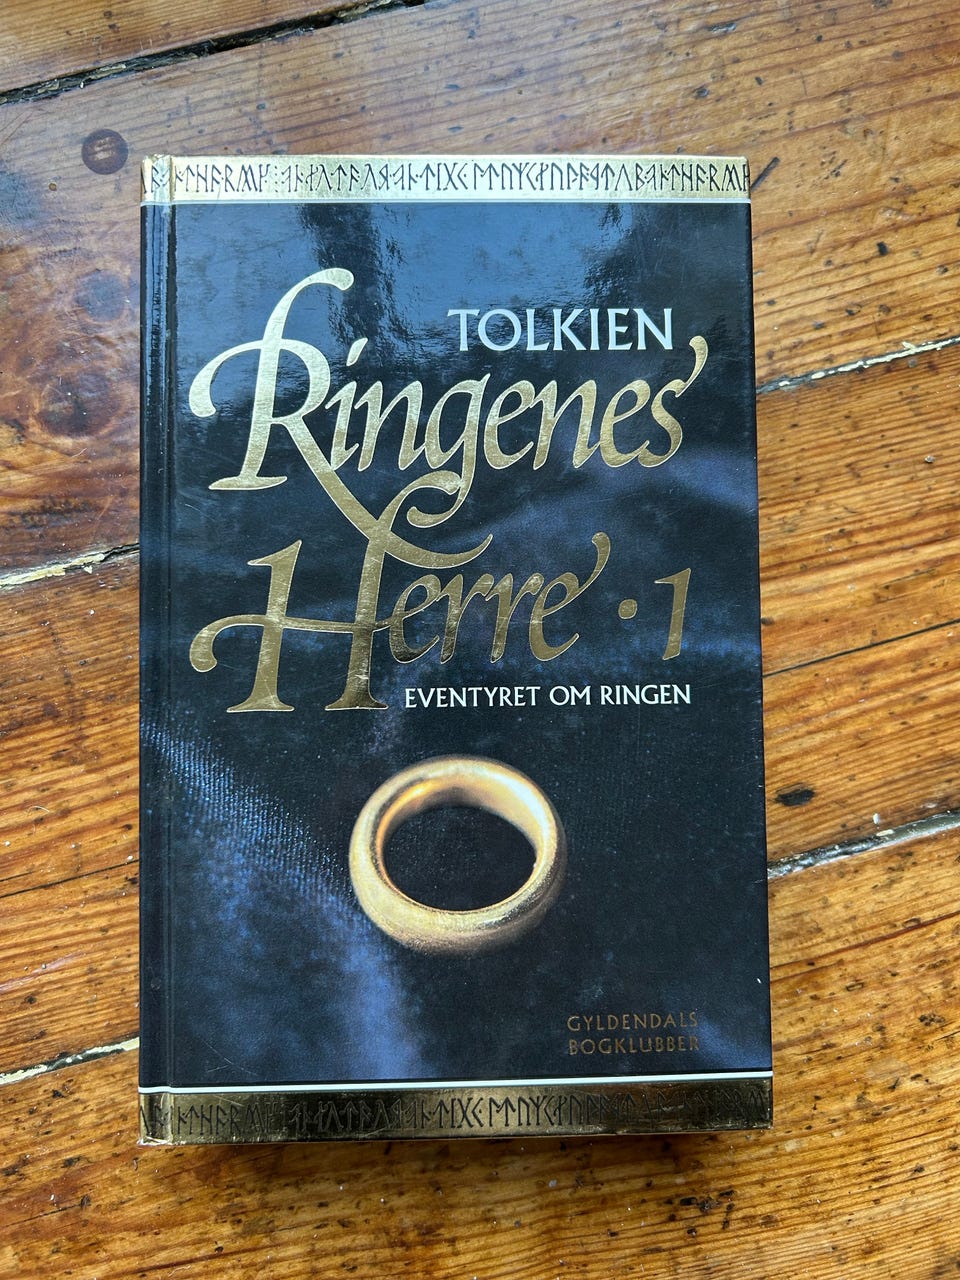 TOLKIEN
Ringenes
Herre · 1
EVENTYRET OM RINGEN
GYLDENDALS
BOGKLUBBER